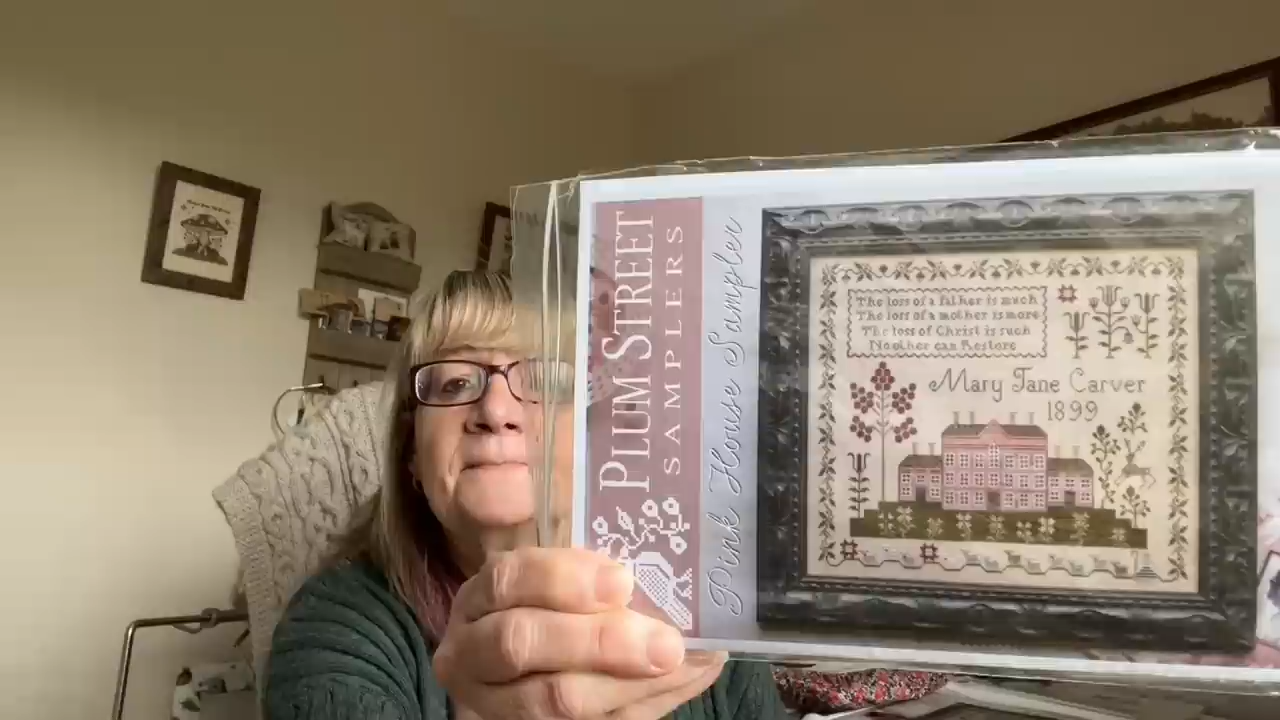 PLUM STREET
SAMPLERS
Pink House Sampler
The loss of a father is much
The loss of a mother is more
The loss of Christ is such
No other can Restore
Mary Jane Carver
1899